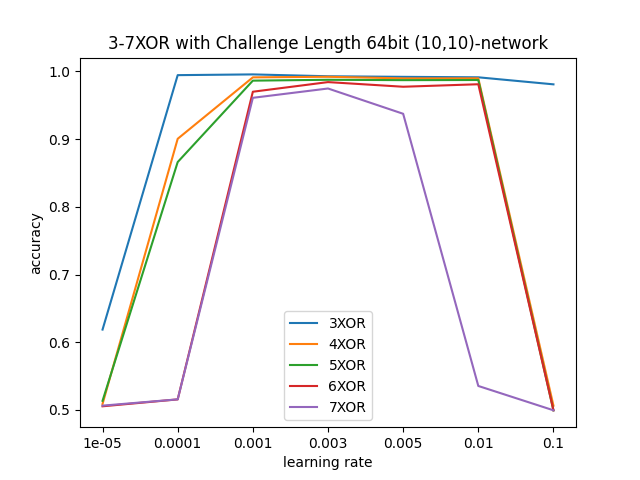 3-7XOR with Challenge Length 64bit (10,10)-network
accuracy
1.0
0.9
0.8
0.7
0.6
0.5
3XOR
4XOR
5XOR
6XOR
7XOR
1e-05 0.0001 0.001 0.003 0.005 0.01 0.1
learning rate